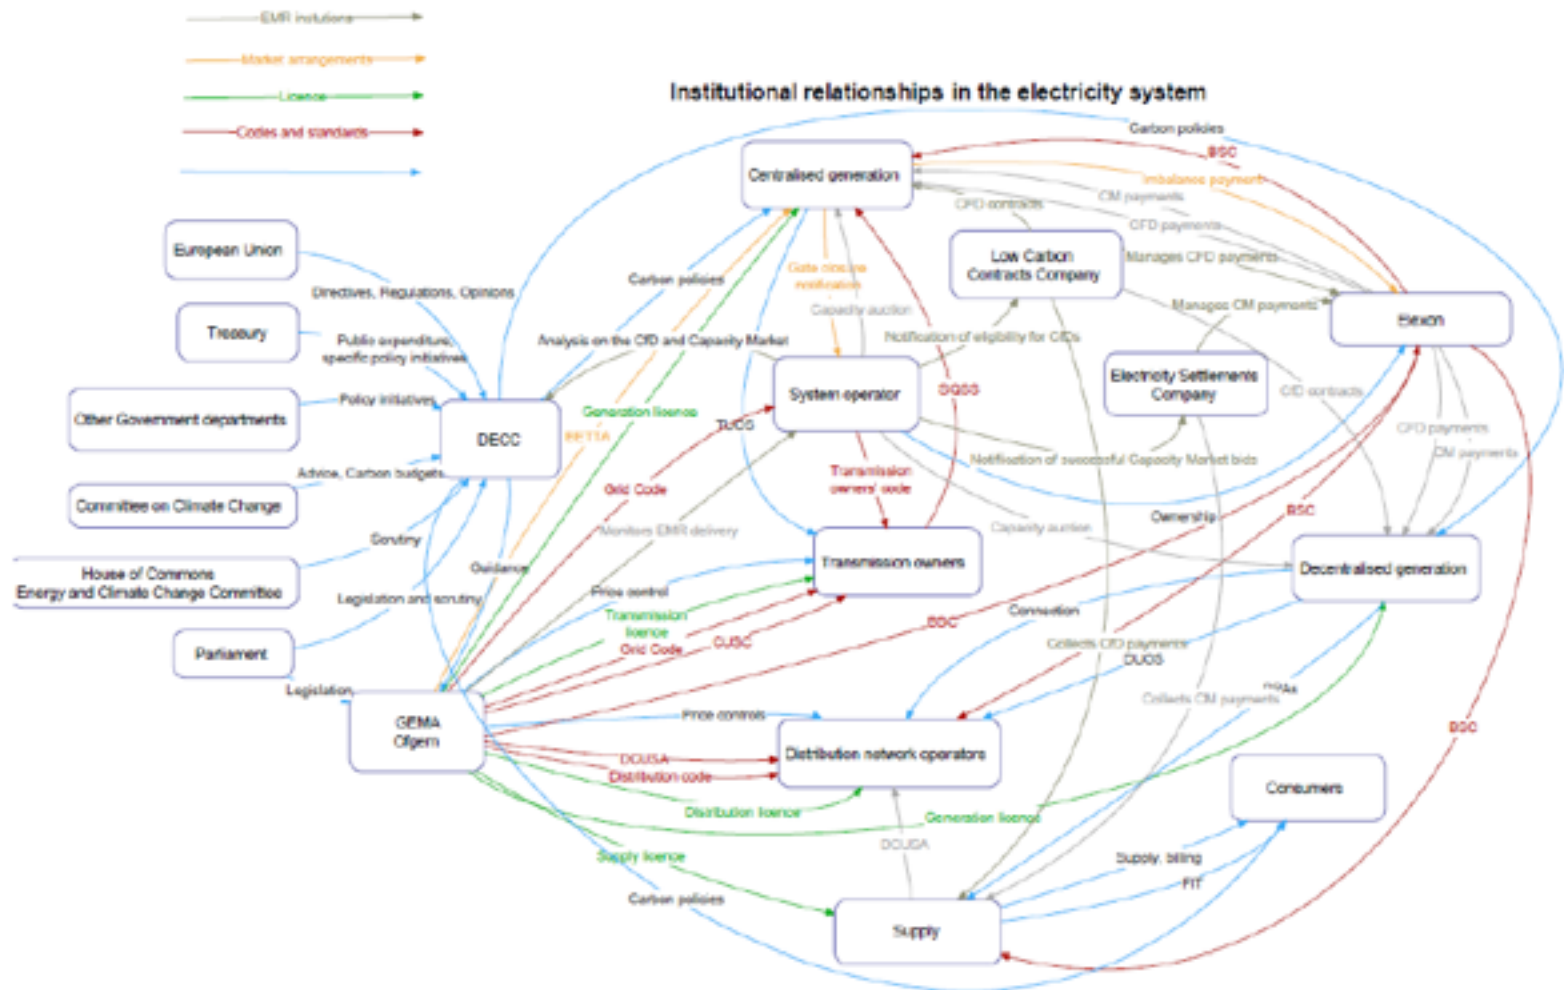 EMR instutions
Market arrangements
Licence
Codes and standards
Institutional relationships in the electricity system
Carbon policies
BSC
Centralised generation
Imbalance payment
CM payments
CFD contracts
CFD payments
European Union
Low Carbon
Contracts Company
Manages CFD payments
Gate closure
notification
Carbon policies
Directives, Regulations, Opinions
Manages CM payments
Capacity auction
Elexon
Treasury
Public expenditure,
specific policy initiatives
Analysis on the CfD and Capacity Market
Notification of eligibility for CfDs
Electricity Settlements
Company
System operator
SQSS
CfD contracts
Policy initiatives
Other Government departments
Generation licence
TUOS
BETTA
DECC
CFD payments
CM payments
Notification of successful Capacity Market bids
Advice, Carbon budgets
Transmission
owners' code
Grid Code
Committee on Climate Change
Ownership
BSC
Monitors EMR delivery
Capacity auction
Scrutiny
Guidance
Transmission owners
Decentralised generation
House of Commons
Energy and Climate Change Committee
Price control
Legislation and scrutiny
Connection
Transmission
licence
Grid Code
CUSC
Collects CfD payments
DUOS
Parliament
Legislation
Collects CM payments
GEMA
Ofgem
Price controls
BSC
Distribution network operators
DCUSA
Distribution code
Consumers
Distribution licence
Generation licence
DCUSA
Supply licence
Supply, billing
FIT
Carbon policies
Supply